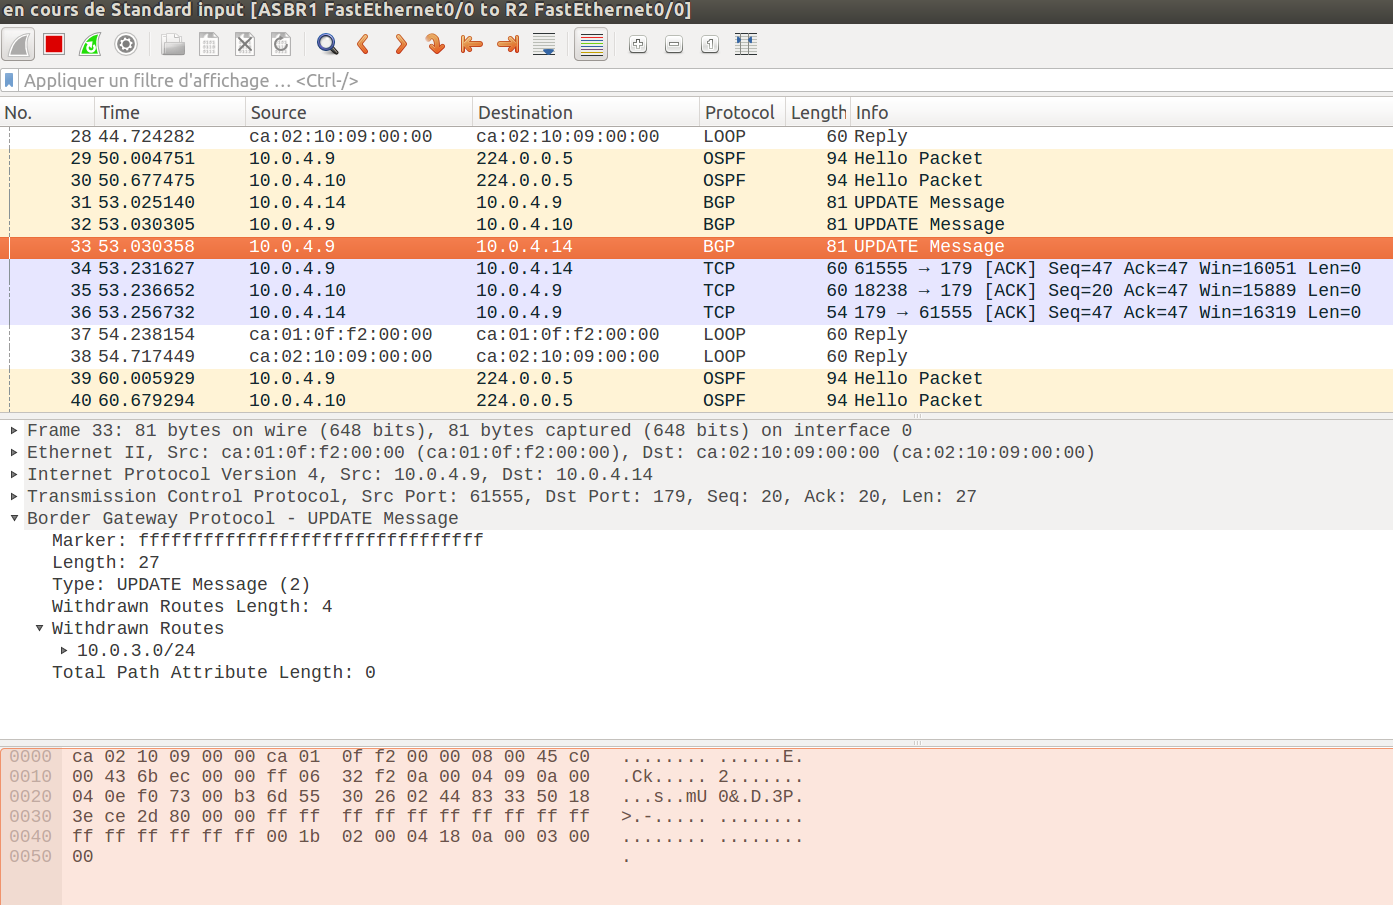 en cours de Standard input [ASBR1 FastEthernet0/0 to R2 FastEthernet0/0]
Appliquer un filtre d'affichage … <Ctrl-/>
No. Time Source Destination Protocol Length Info
28 44.724282 ca:02:10:09:00:00 ca:02:10:09:00:00 LOOP 60 Reply
29 50.004751 10.0.4.9 224.0.0.5 OSPF 94 Hello Packet
30 50.677475 10.0.4.10 224.0.0.5 OSPF 94 Hello Packet
31 53.025140 10.0.4.14 10.0.4.9 BGP 81 UPDATE Message
32 53.030305 10.0.4.9 10.0.4.10 BGP 81 UPDATE Message
33 53.030358 10.0.4.9 10.0.4.14 BGP 81 UPDATE Message
34 53.231627 10.0.4.9 10.0.4.14 TCP 60 61555 → 179 [ACK] Seq=47 Ack=47 Win=16051 Len=0
35 53.236652 10.0.4.10 10.0.4.9 TCP 60 18238 → 179 [ACK] Seq=20 Ack=47 Win=15889 Len=0
36 53.256732 10.0.4.14 10.0.4.9 TCP 54 179 → 61555 [ACK] Seq=47 Ack=47 Win=16319 Len=0
37 54.238154 ca:01:0f:f2:00:00 ca:01:0f:f2:00:00 LOOP 60 Reply
38 54.717449 ca:02:10:09:00:00 ca:02:10:09:00:00 LOOP 60 Reply
39 60.005929 10.0.4.9 224.0.0.5 OSPF 94 Hello Packet
40 60.679294 10.0.4.10 224.0.0.5 OSPF 94 Hello Packet
Frame 33: 81 bytes on wire (648 bits), 81 bytes captured (648 bits) on interface 0
Ethernet II, Src: ca:01:0f:f2:00:00 (ca:01:0f:f2:00:00), Dst: ca:02:10:09:00:00 (ca:02:10:09:00:00)
Internet Protocol Version 4, Src: 10.0.4.9, Dst: 10.0.4.14
Transmission Control Protocol, Src Port: 61555, Dst Port: 179, Seq: 20, Ack: 20, Len: 27
Border Gateway Protocol - UPDATE Message
Marker: ffffffffffffffffffffffffffffffff
Length: 27
Type: UPDATE Message (2)
Withdrawn Routes Length: 4
Withdrawn Routes
10.0.3.0/24
Total Path Attribute Length: 0
0000 ca 02 10 09 00 00 ca 01 0f f2 00 00 08 00 45 c0 ........ ......E.
0010 00 43 6b ec 00 00 ff 06 32 f2 0a 00 04 09 0a 00 .Ck..... 2.......
0020 04 0e f0 73 00 b3 6d 55 30 26 02 44 83 33 50 18 ...s..mU 0&.D.3P.
0030 3e ce 2d 80 00 00 ff ff ff ff ff ff ff ff ff ff >.-..... ........
0040 ff ff ff ff ff ff 00 1b 02 00 04 18 0a 00 03 00 ........ ........
0050 00 .